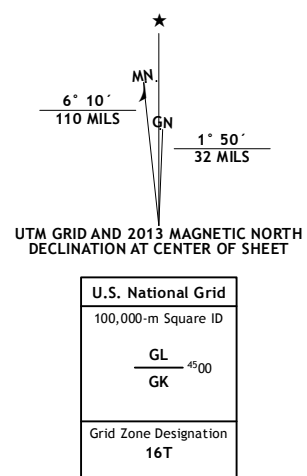 ★
MN.
6° 10´
110 MILS
GN
1° 50´
32 MILS
UTM GRID AND 2013 MAGNETIC NORTH
DECLINATION AT CENTER OF SHEET
U.S. National Grid
100,000-m Square ID
GL
4500
GK
Grid Zone Designation
16T